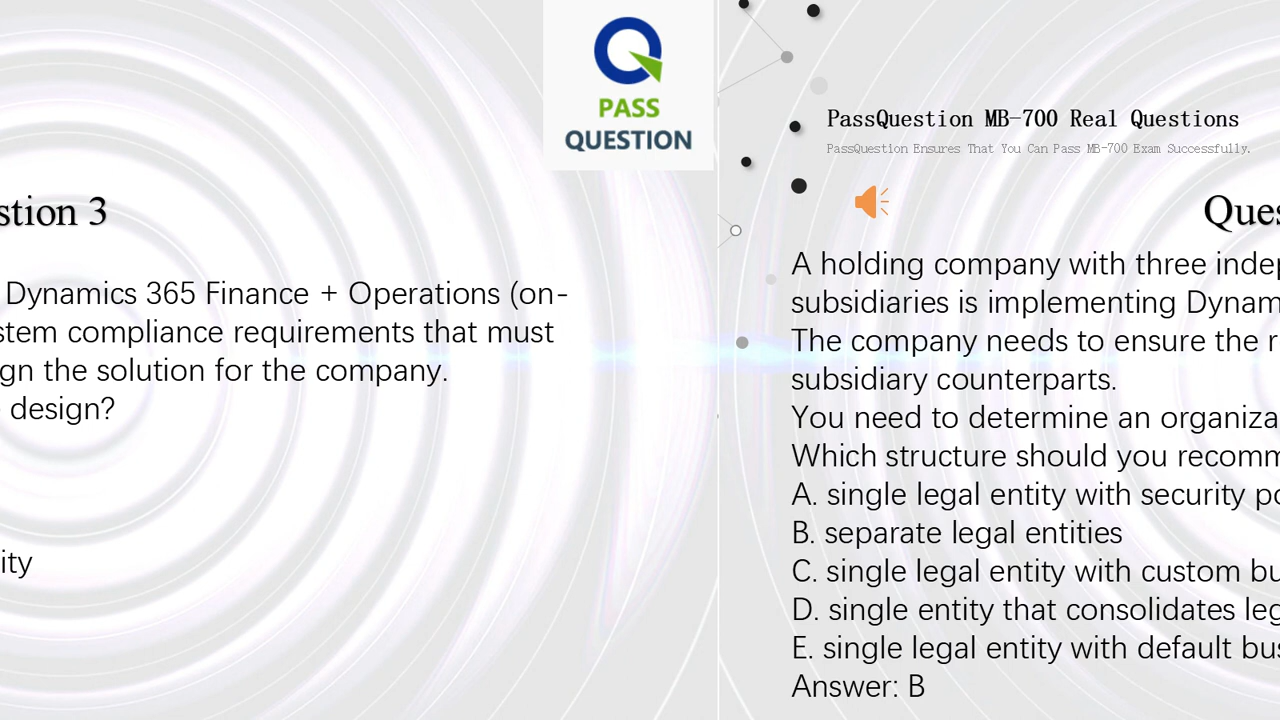 PASS
QUESTION
stion 3
Dynamics 365 Finance + Operations (on-
stem compliance requirements that must
gn the solution for the company.
design?
ity
PassQuestion MB-700 Real Questions
PassQuestion Ensures That You Can Pass MB-700 Exam Successfully.
Ques
A holding company with three inde
subsidiaries is implementing Dynam
The company needs to ensure the r
subsidiary counterparts.
You need to determine an organiza
Which structure should you recomm
A. single legal entity with security po
B. separate legal entities
C. single legal entity with custom bu
D. single entity that consolidates leg
E. single legal entity with default bus
Answer: B